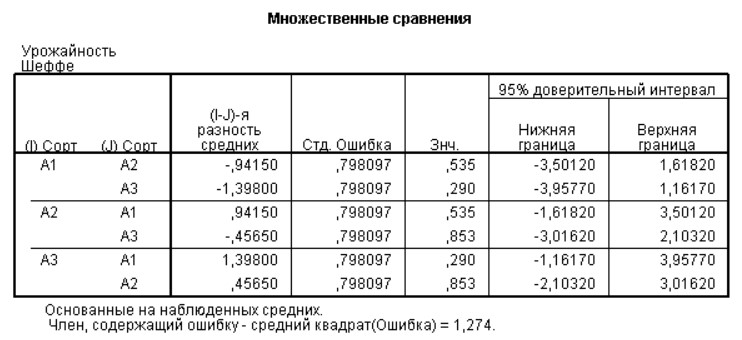 Множественные сравнения
Урожайность
Шеффе
95% доверительный интервал
(I) Сорт (J) Сорт (I-J)-я разность средних Стд. Ошибка Знч. Нижняя граница Верхняя граница
A1 A2 -,94150 ,798097 ,535 -3,50120 1,61820
A3 -1,39800 ,798097 ,290 -3,95770 1,16170
A2 A1 ,94150 ,798097 ,535 -1,61820 3,50120
A3 -,45650 ,798097 ,853 -3,01620 2,10320
A3 A1 1,39800 ,798097 ,290 -1,16170 3,95770
A2 ,45650 ,798097 ,853 -2,10320 3,01620
Основанные на наблюденных средних.
Член, содержащий ошибку - средний квадрат(Ошибка) = 1,274.